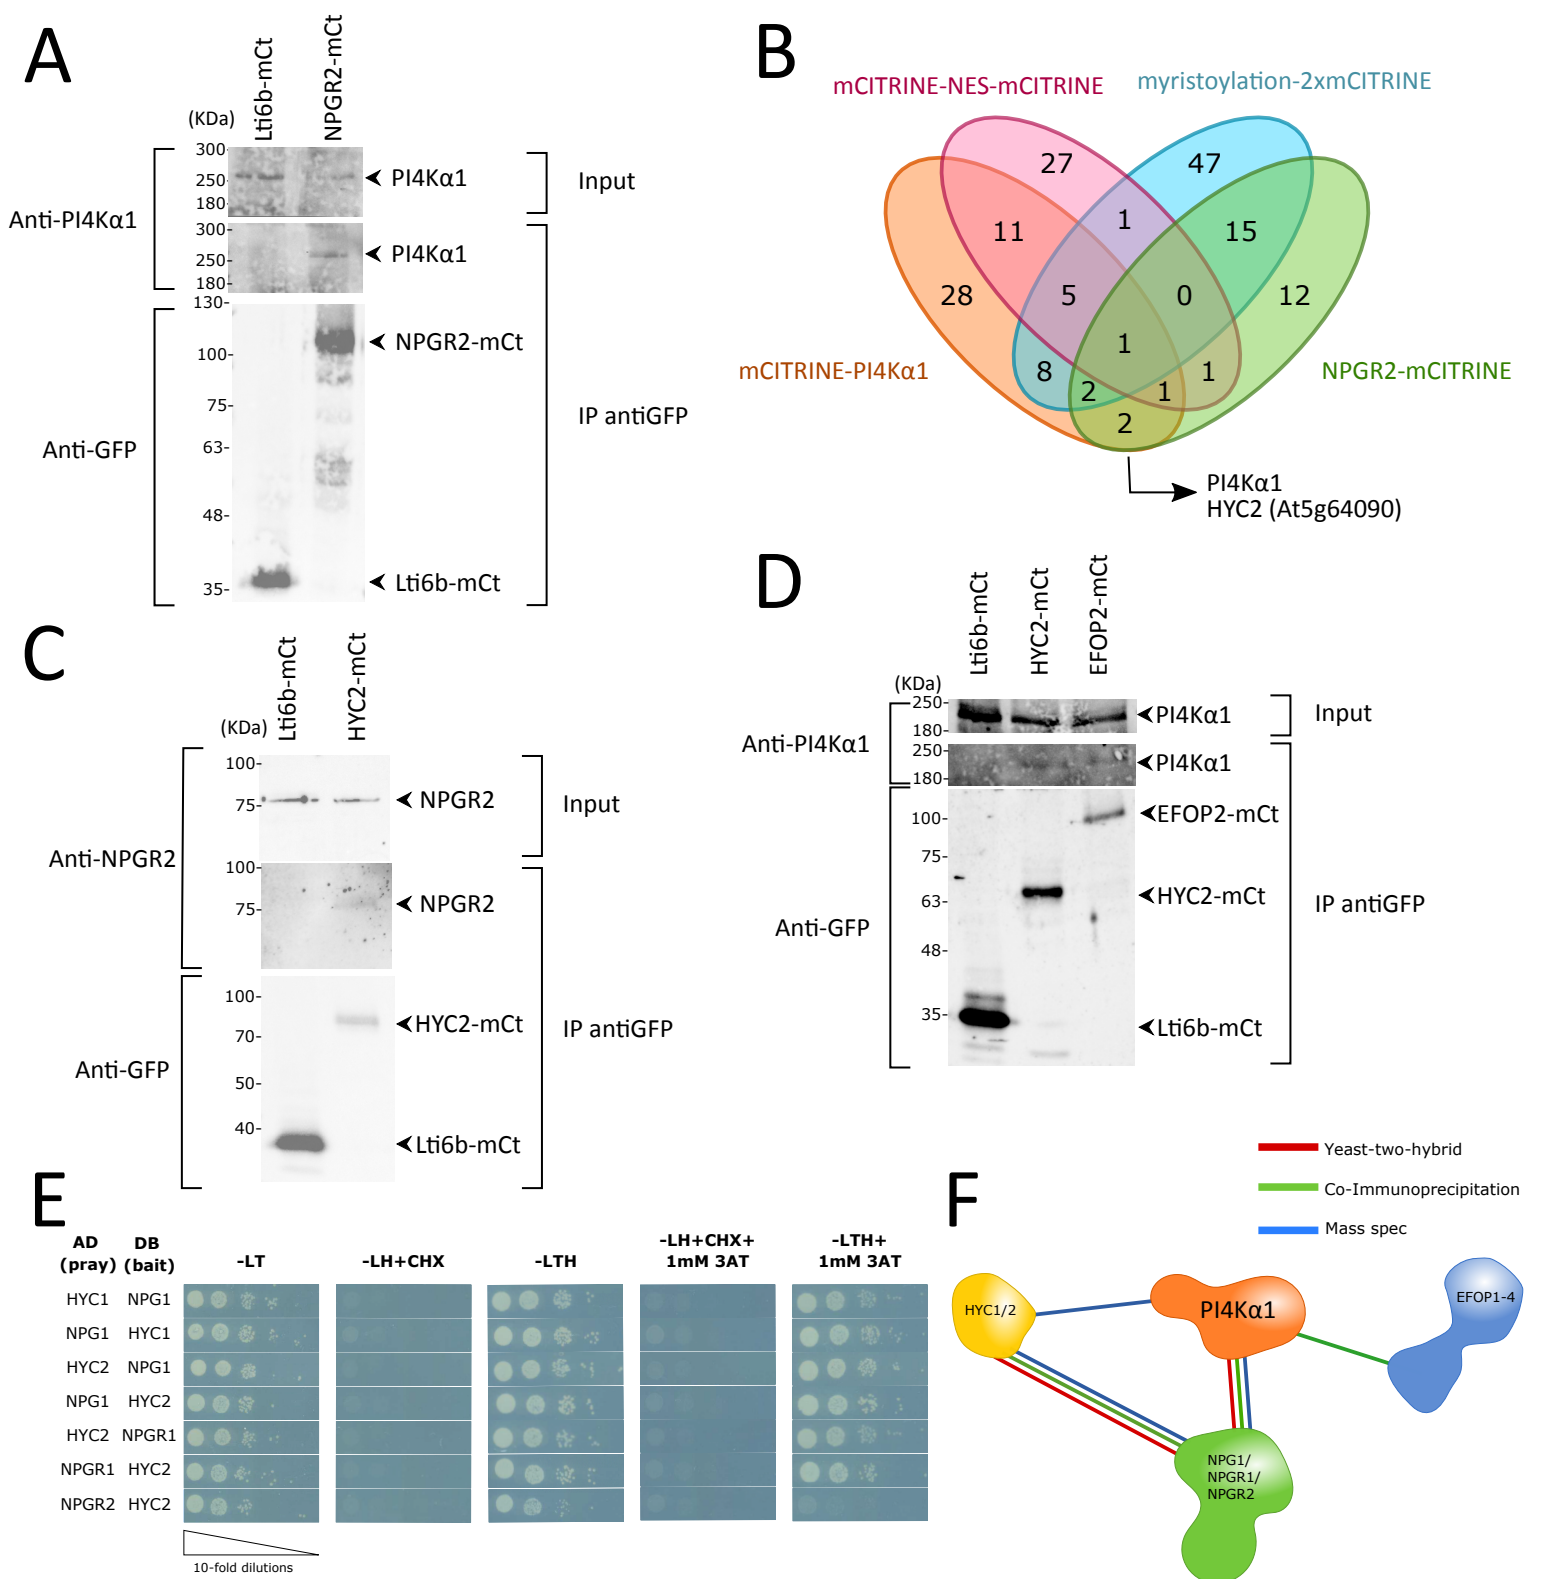 A
Lti6b-mCt
NPGR2-mCt
(KDa)
300-
250-
180-
PI4Kα1
Input
Anti-PI4Kα1
300-
250-
180-
PI4Kα1
130-
100-
75-
63-
48-
35-
NPGR2-mCt
Lti6b-mCt
Anti-GFP
IP antiGFP
B
mCITRINE-NES-mCITRINE
myristoylation-2xmCITRINE
mCITRINE-PI4Kα1
NPGR2-mCITRINE
27
47
1
11
15
28
5
0
12
1
8
2
1
1
2
PI4Kα1
HYC2 (At5g64090)
C
Lti6b-mCt
HYC2-mCt
(KDa)
100-
75-
NPGR2
Input
Anti-NPGR2
100-
75-
NPGR2
100-
70-
50-
40-
HYC2-mCt
Lti6b-mCt
Anti-GFP
IP antiGFP
D
Lti6b-mCt
HYC2-mCt
EFOP2-mCt
(KDa)
250-
180-
PI4Kα1
Input
Anti-PI4Kα1
250-
180-
PI4Kα1
100-
75-
63-
48-
35-
EFOP2-mCt
HYC2-mCt
Lti6b-mCt
Anti-GFP
IP antiGFP
E
AD (pray)
DB (bait)
-LT
-LH+CHX
-LTH
-LH+CHX+
1mM 3AT
-LTH+
1mM 3AT
HYC1 NPG1
NPG1 HYC1
HYC2 NPG1
NPG1 HYC2
HYC2 NPGR1
NPGR1 HYC2
NPGR2 HYC2
10-fold dilutions
F
Yeast-two-hybrid
Co-Immunoprecipitation
Mass spec
HYC1/2
PI4Kα1
EFOP1-4
NPG1/
NPGR1/
NPGR2